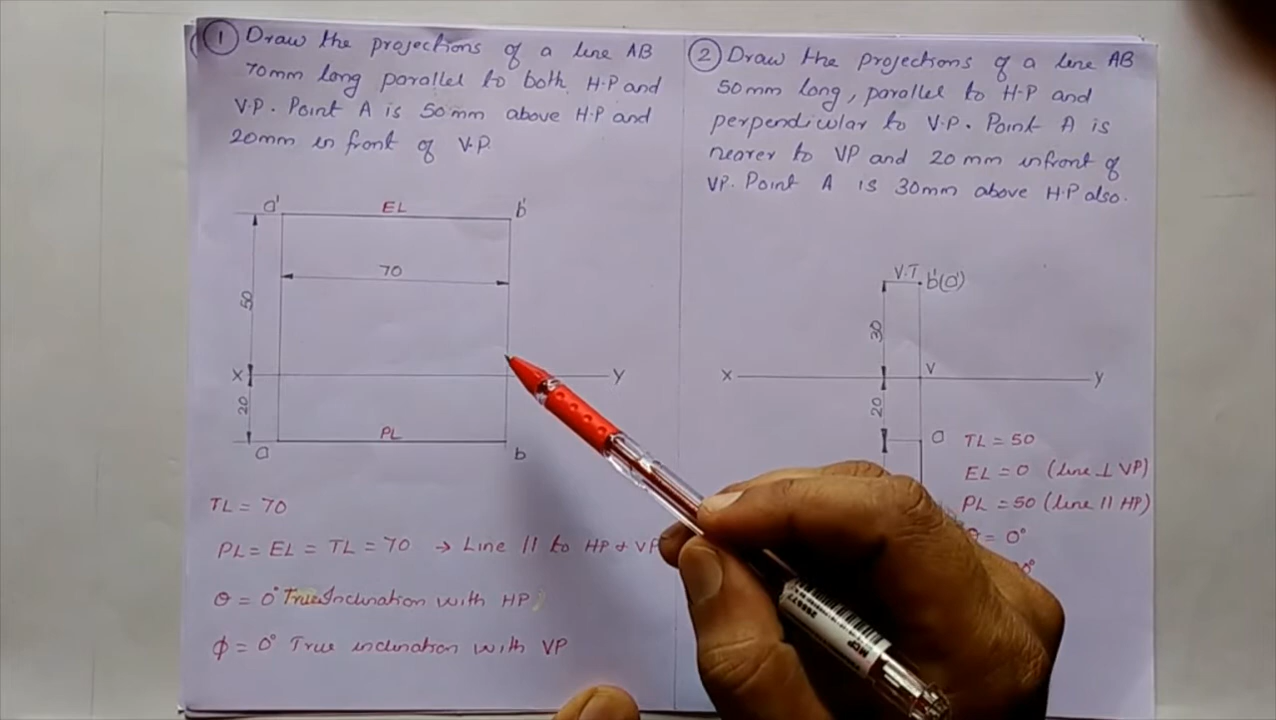 1 Draw the projections of a line AB
70mm long parallel to both H.P and
V.P. Point A is 50mm above H.P and
20mm in front of V.P.
a' EL b'
70
50
X Y
20
PL
a b
TL = 70
PL = EL = TL = 70 → Line || to HP & VP
θ = 0° True Inclination with HP
φ = 0° True inclination with VP
2 Draw the projections of a line AB
50mm long, parallel to H.P and
perpendicular to V.P. Point A is
nearer to VP and 20mm infront of
VP. Point A is 30mm above H.P also.
V.T b'(a')
30
X V Y
20
a TL = 50
EL = 0 (line ⊥ VP)
PL = 50 (line || HP)
θ = 0°